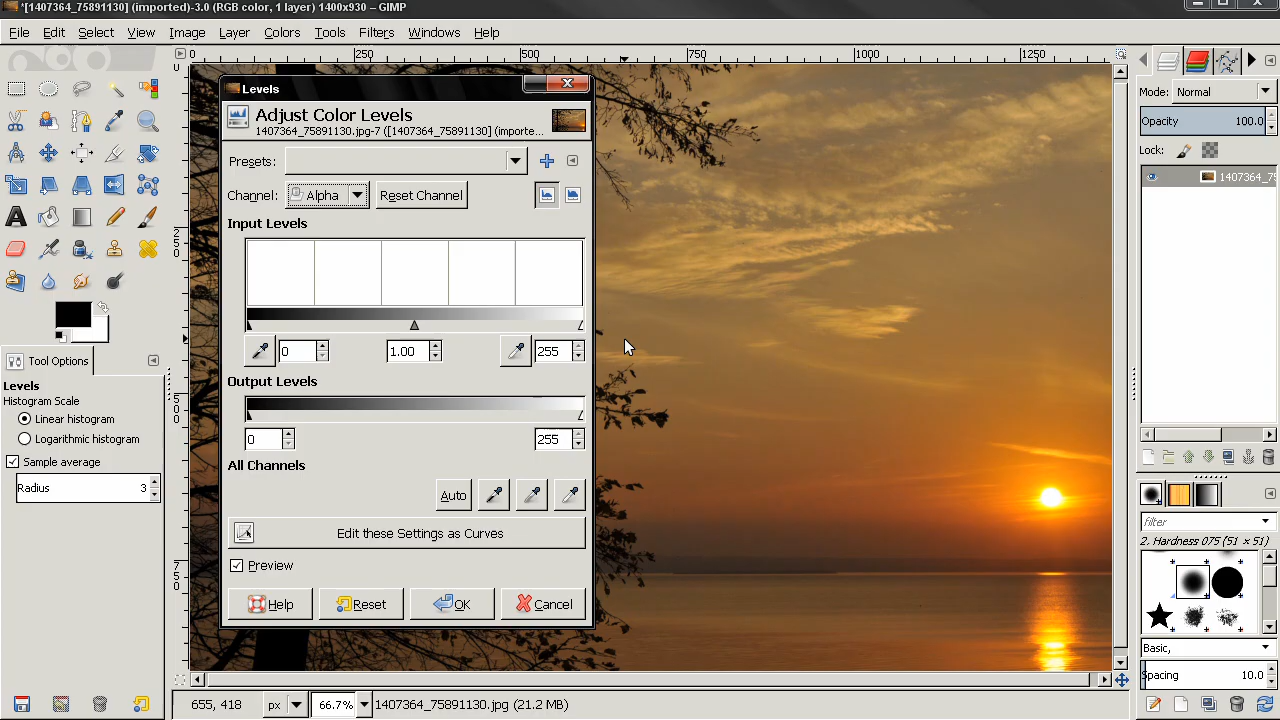 *[1407364_75891130] (imported)-3.0 (RGB color, 1 layer) 1400x930 – GIMP
File Edit Select View Image Layer Colors Tools Filters Windows Help
0 250 500 750 1000 1250
Levels
Adjust Color Levels
1407364_75891130.jpg-7 ([1407364_75891130] (importe...
Presets:
Channel: Alpha Reset Channel
Input Levels
0 1.00 255
Output Levels
0 255
All Channels
Auto
Edit these Settings as Curves
Preview
Help Reset OK Cancel
Tool Options
Levels
Histogram Scale
Linear histogram
Logarithmic histogram
Sample average
Radius 3
0
250
500
750
Mode: Normal
Opacity 100.0
Lock:
1407364_75
filter
2. Hardness 075 (51 x 51)
Basic,
Spacing 10.0
655, 418 px 66.7% 1407364_75891130.jpg (21.2 MB)